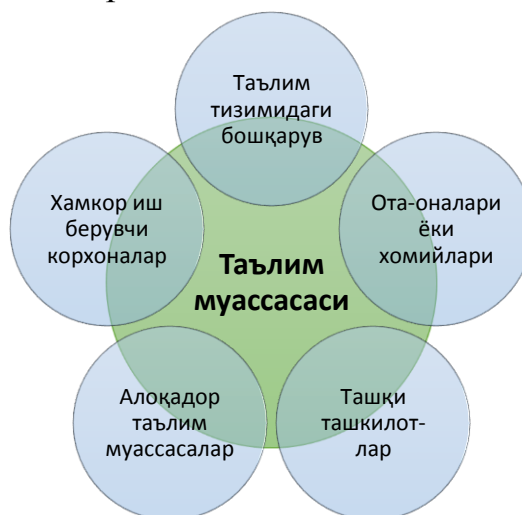 Таълим
тизимидаги
бошқарув
Хамкор иш
берувчи
корхоналар
Ота-оналари
ёки
хомийлари
Таълим
муассасаси
Алоқадор
таълим
муассасалар
Ташқи
ташкилот-
лар